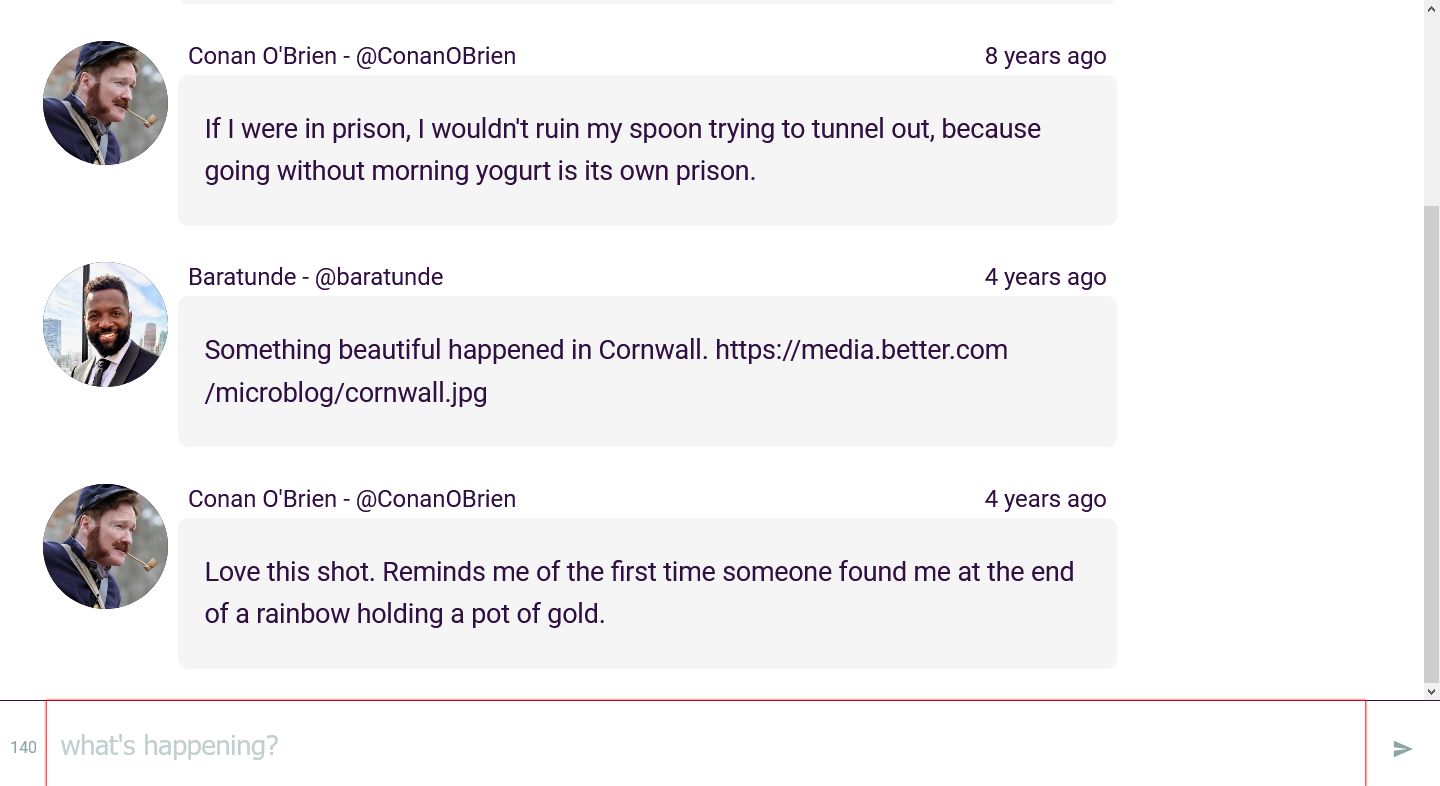 Conan O'Brien - @ConanOBrien 8 years ago
If I were in prison, I wouldn't ruin my spoon trying to tunnel out, because
going without morning yogurt is its own prison.
Baratunde - @baratunde 4 years ago
Something beautiful happened in Cornwall. https://media.better.com
/microblog/cornwall.jpg
Conan O'Brien - @ConanOBrien 4 years ago
Love this shot. Reminds me of the first time someone found me at the end
of a rainbow holding a pot of gold.
140 what's happening?